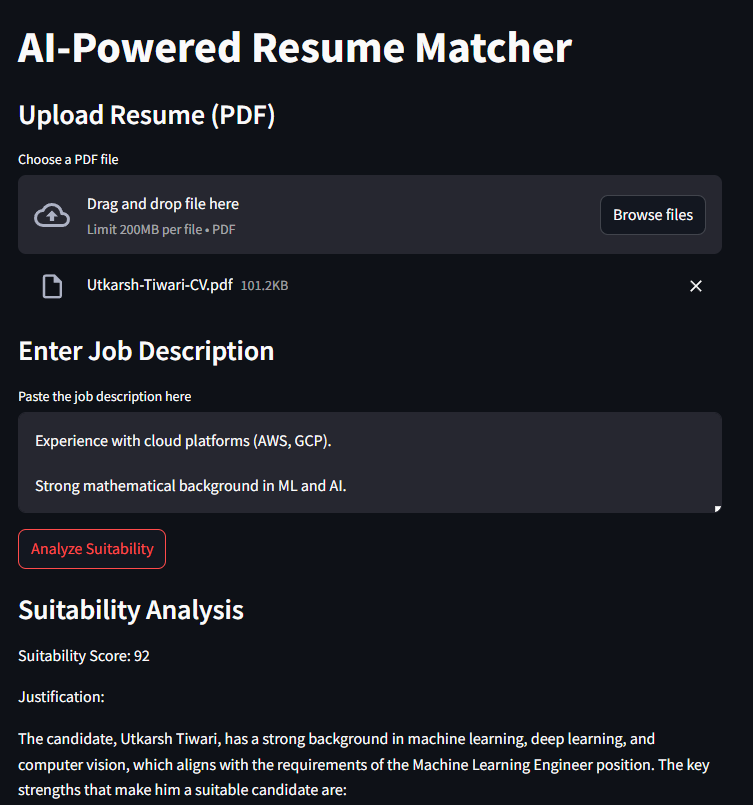 AI-Powered Resume Matcher
Upload Resume (PDF)
Choose a PDF file
Drag and drop file here
Limit 200MB per file • PDF
Browse files
Utkarsh-Tiwari-CV.pdf 101.2KB
Enter Job Description
Paste the job description here
Experience with cloud platforms (AWS, GCP).
Strong mathematical background in ML and AI.
Analyze Suitability
Suitability Analysis
Suitability Score: 92
Justification:
The candidate, Utkarsh Tiwari, has a strong background in machine learning, deep learning, and
computer vision, which aligns with the requirements of the Machine Learning Engineer position. The key
strengths that make him a suitable candidate are: